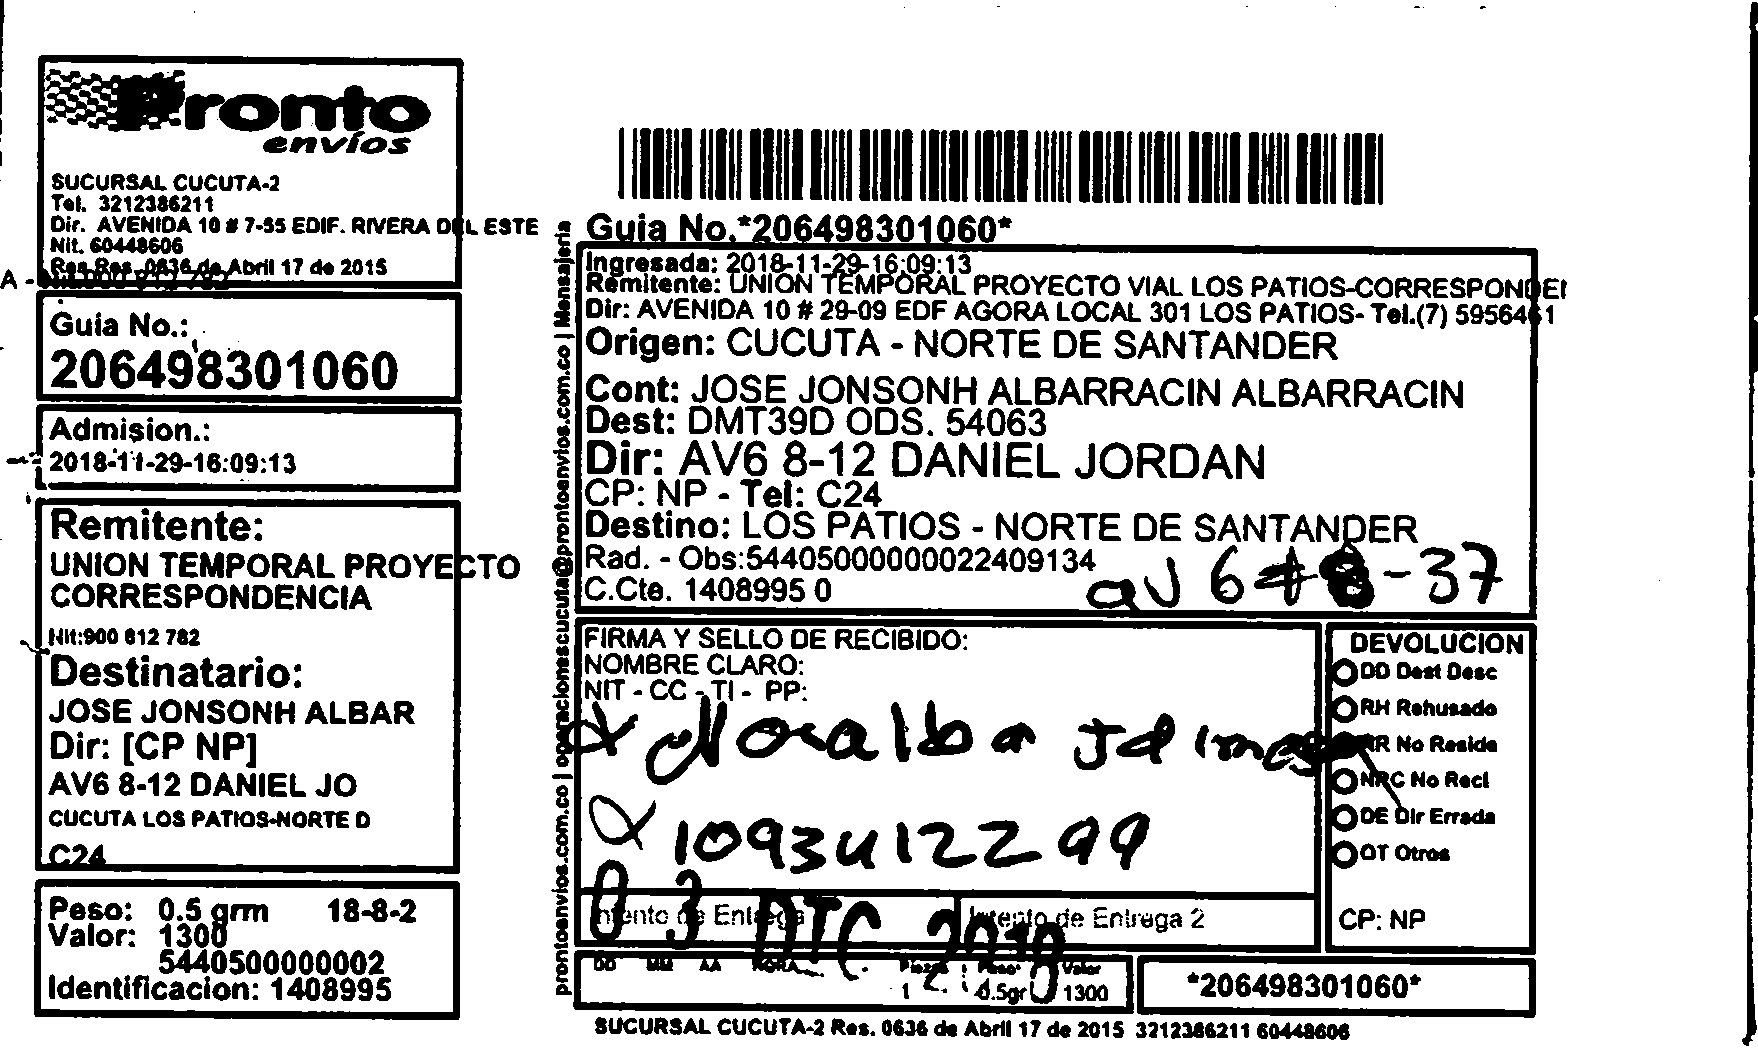 Pronto
envíos
SUCURSAL CUCUTA-2
Tel. 3212386211
Dir. AVENIDA 10 # 7-55 EDIF. RIVERA DEL ESTE
Nit. 60448606
Res.Res. 0636 de Abril 17 de 2015
Guia No.:
206498301060
Admision.:
2018-11-29-16:09:13
Remitente:
UNION TEMPORAL PROYECTO
CORRESPONDENCIA
Nit:900 612 782
Destinatario:
JOSE JONSONH ALBAR
Dir: [CP NP]
AV6 8-12 DANIEL JO
CUCUTA LOS PATIOS-NORTE D
C24
Peso: 0.5 grm 18-8-2
Valor: 1300
5440500000002
Identificacion: 1408995
prontoenvios.com.co | operacionescucuta@prontoenvios.com.co | Mensajeria
Guia No.*206498301060*
Ingresada: 2018-11-29-16:09:13
Remitente: UNION TEMPORAL PROYECTO VIAL LOS PATIOS-CORRESPONDEI
Dir: AVENIDA 10 # 29-09 EDF AGORA LOCAL 301 LOS PATIOS- Tel.(7) 5956461
Origen: CUCUTA - NORTE DE SANTANDER
Cont: JOSE JONSONH ALBARRACIN ALBARRACIN
Dest: DMT39D ODS. 54063
Dir: AV6 8-12 DANIEL JORDAN
CP: NP - Tel: C24
Destino: LOS PATIOS - NORTE DE SANTANDER
Rad. - Obs:54405000000022409134
C.Cte. 1408995 0
av 6 # 8-37
FIRMA Y SELLO DE RECIBIDO:
NOMBRE CLARO:
NIT - CC - TI - PP:
x Noralba Jaimes
x 1093412299
03 DIC 2018
Intento de Entrega
Intento de Entrega 2
DD MM AA HORA
Piezas Peso: Valor
1 0.5gr 1300
DEVOLUCION
DD Dest Desc
RH Rehusado
NR No Reside
NRC No Recl
DE Dir Errada
OT Otros
CP: NP
*206498301060*
SUCURSAL CUCUTA-2 Res. 0636 de Abril 17 de 2015 3212386211 60448606